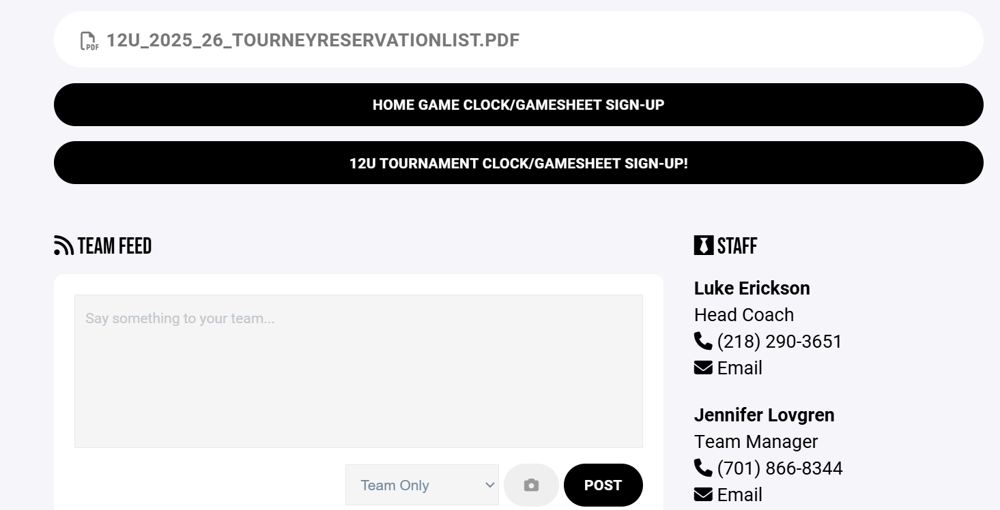 12U_2025_26_TOURNEYRESERVATIONLIST.PDF
HOME GAME CLOCK/GAMESHEET SIGN-UP
12U TOURNAMENT CLOCK/GAMESHEET SIGN-UP!
TEAM FEED
Say something to your team...
Team Only
POST
STAFF
Luke Erickson
Head Coach
(218) 290-3651
Email
Jennifer Lovgren
Team Manager
(701) 866-8344
Email